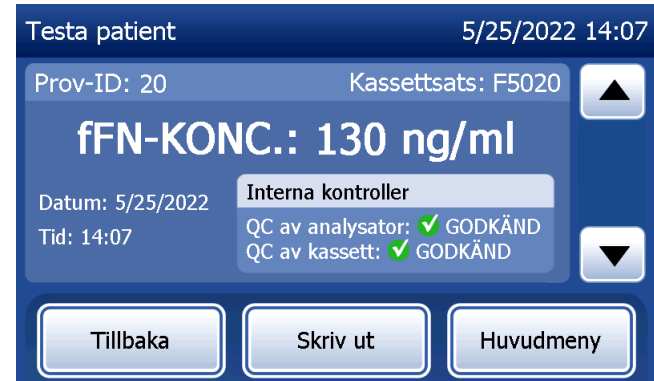 Testa patient 5/25/2022 14:07
Prov-ID: 20 Kassettsats: F5020
fFN-KONC.: 130 ng/ml
Datum: 5/25/2022
Tid: 14:07
Interna kontroller
QC av analysator: GODKÄND
QC av kassett: GODKÄND
Tillbaka Skriv ut Huvudmeny